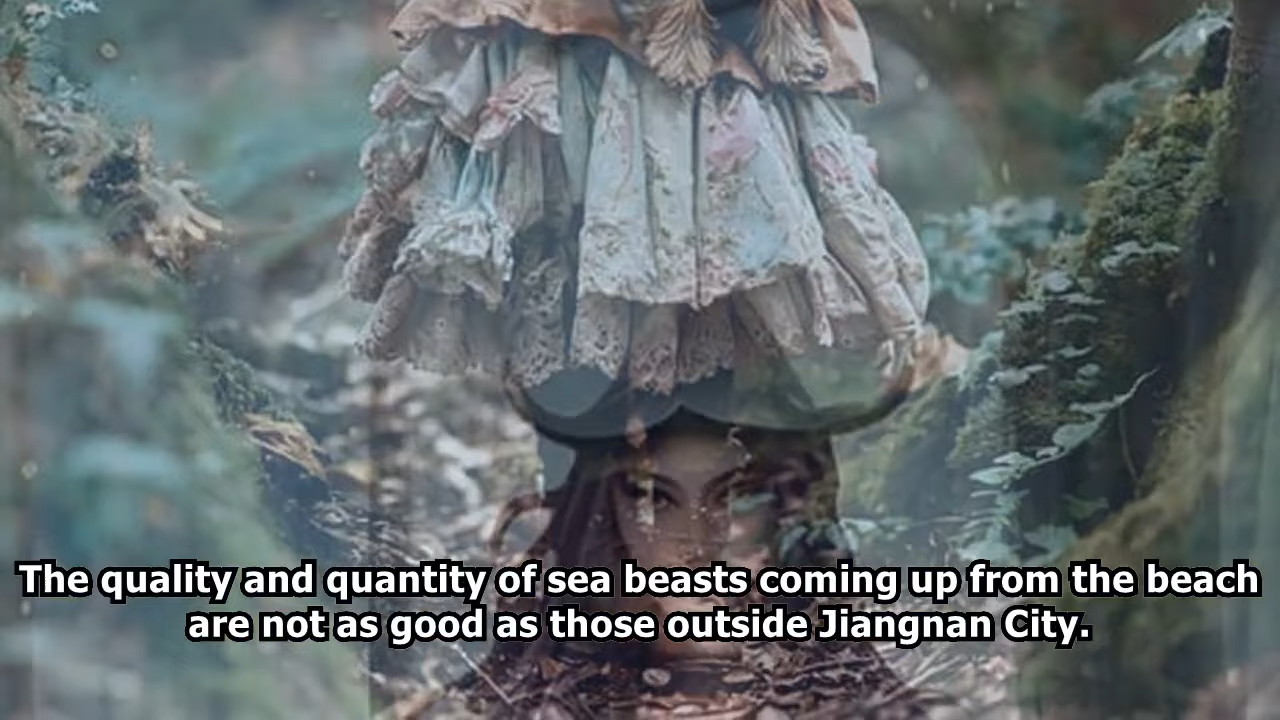 The quality and quantity of sea beasts coming up from the beach
are not as good as those outside Jiangnan City.